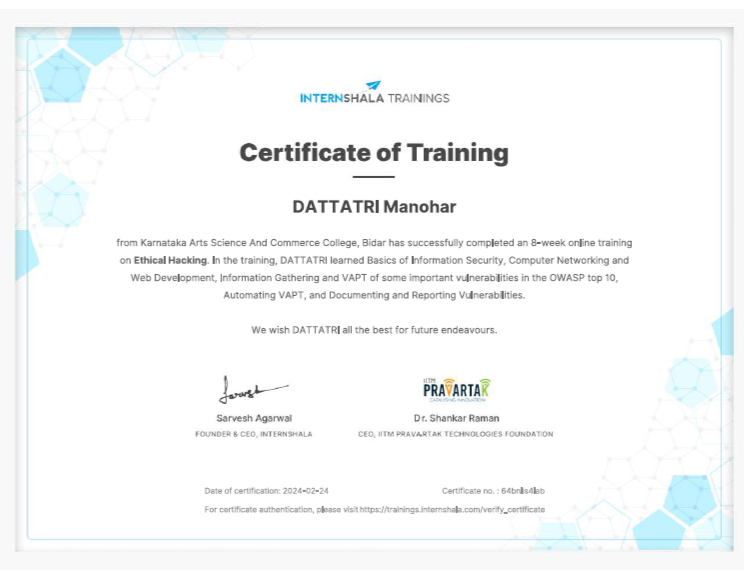 INTERNSHALA TRAININGS
Certificate of Training
DATTATRI Manohar
from Karnataka Arts Science And Commerce College, Bidar has successfully completed an 8-week online training
on Ethical Hacking. In the training, DATTATRI learned Basics of Information Security, Computer Networking and
Web Development, Information Gathering and VAPT of some important vulnerabilities in the OWASP top 10,
Automating VAPT, and Documenting and Reporting Vulnerabilities.
We wish DATTATRI all the best for future endeavours.
IITM
PRAVARTAK
CATALYSING INNOVATION
Sarvesh Agarwal
Dr. Shankar Raman
FOUNDER & CEO, INTERNSHALA
CEO, IITM PRAVARTAK TECHNOLOGIES FOUNDATION
Date of certification: 2024-02-24
Certificate no. :
For certificate authentication, please visit https://trainings.internshala.com/verify_certificate